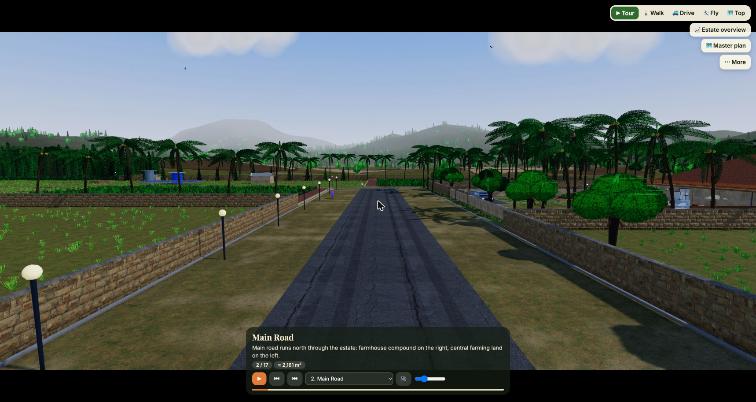 Tour
Walk
Drive
Fly
Top
Estate overview
Master plan
More
Main Road
Main road runs north through the estate: farmhouse compound on the right, central farming land
on the left.
2 / 17
2. Main Road